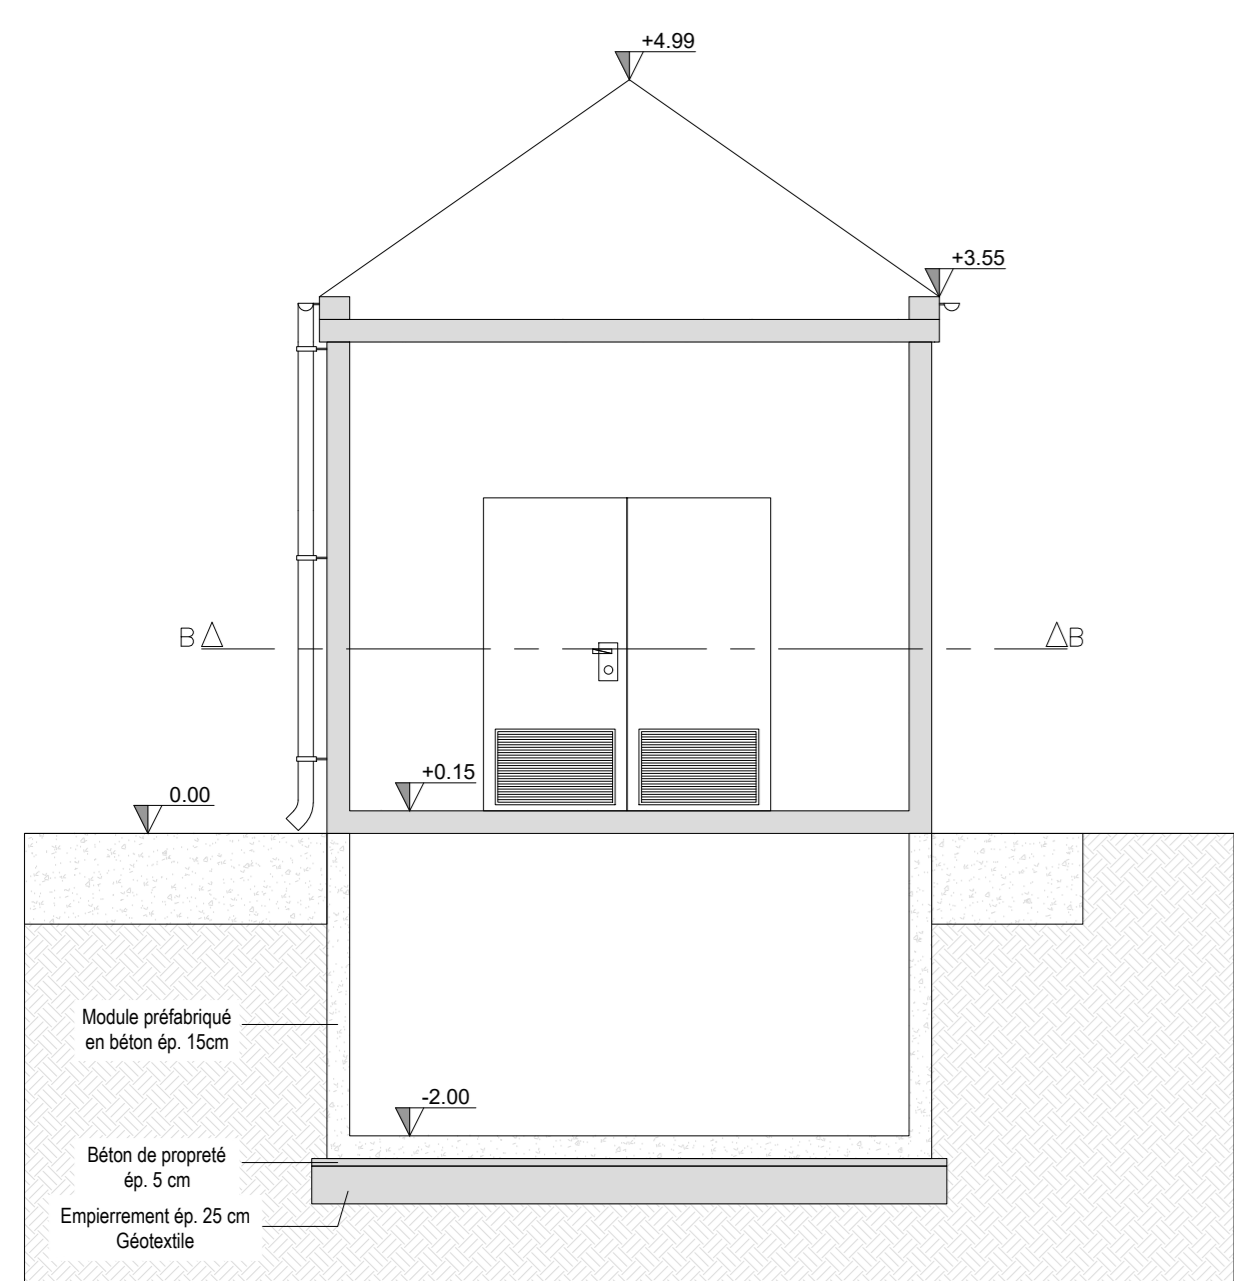 +4.99
+3.55
B
B
+0.15
0.00
Module préfabriqué
en béton ép. 15cm
-2.00
Béton de propreté
ép. 5 cm
Empierrement ép. 25 cm
Géotextile